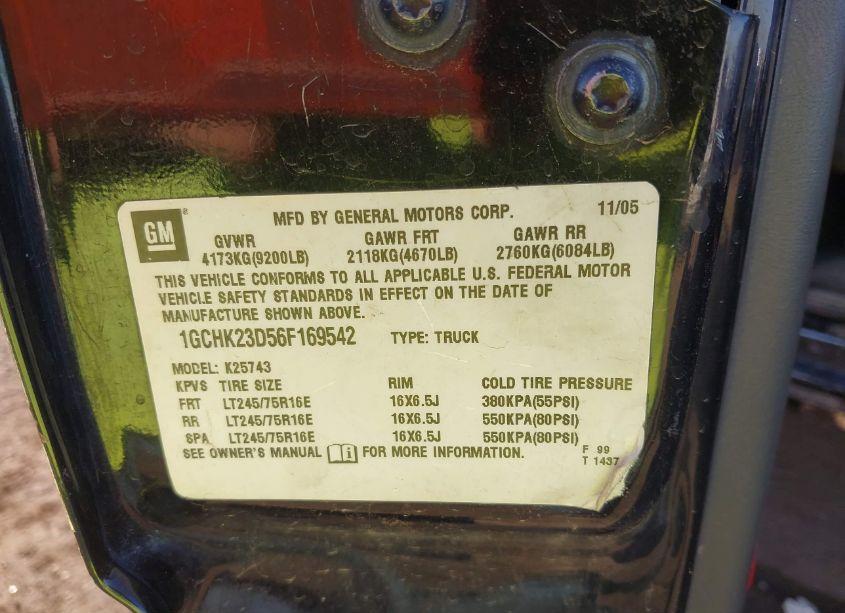 GM ® MFD BY GENERAL MOTORS CORP. 11/05
GVWR GAWR FRT GAWR RR
4173KG(9200LB) 2118KG(4670LB) 2760KG(6084LB)
THIS VEHICLE CONFORMS TO ALL APPLICABLE U.S. FEDERAL MOTOR
VEHICLE SAFETY STANDARDS IN EFFECT ON THE DATE OF
MANUFACTURE SHOWN ABOVE.
1GCHK23D56F169542 TYPE: TRUCK
MODEL: K25743
KPVS TIRE SIZE RIM COLD TIRE PRESSURE
FRT LT245/75R16E 16X6.5J 380KPA(55PSI)
RR LT245/75R16E 16X6.5J 550KPA(80PSI)
SPA LT245/75R16E 16X6.5J 550KPA(80PSI)
SEE OWNER'S MANUAL i FOR MORE INFORMATION.
F 99
T 1437